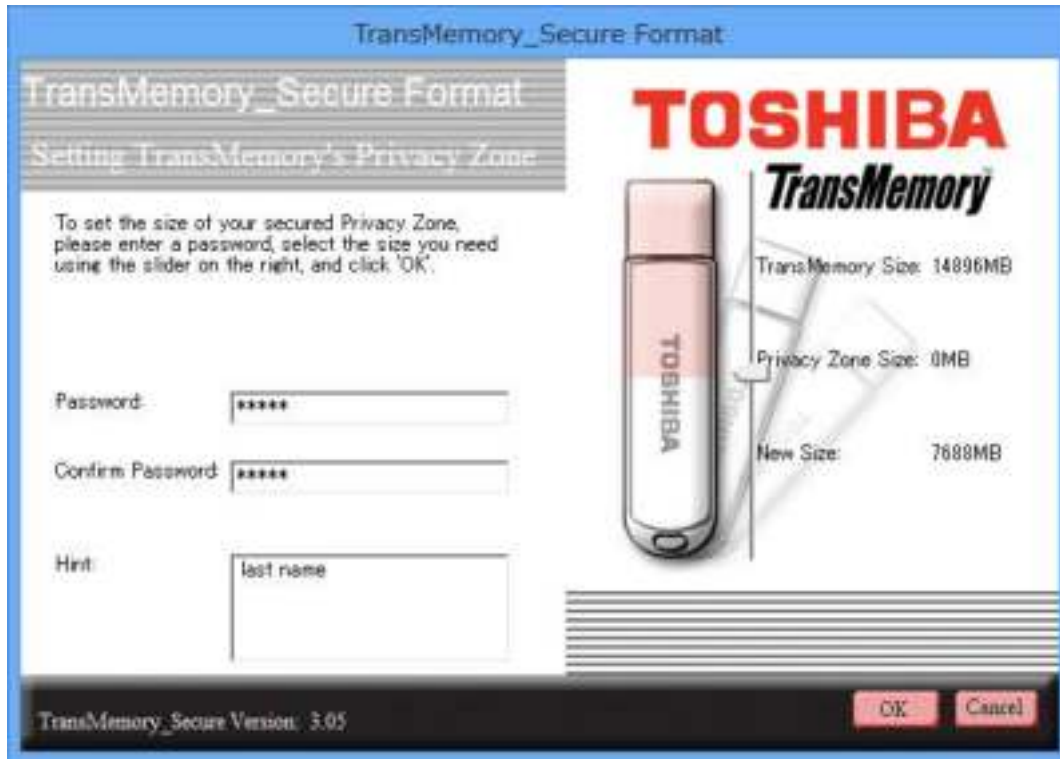 TransMemory_Secure Format
TransMemory_Secure Format
Setting TransMemory's Privacy Zone
To set the size of your secured Privacy Zone,
please enter a password, select the size you need
using the slider on the right, and click 'OK'.
Password:
*****
Confirm Password:
*****
Hint:
last name
TOSHIBA
TransMemory
TOSHIBA
TransMemory Size: 14896MB
Privacy Zone Size: 0MB
New Size: 7688MB
TransMemory_Secure Version: 3.05
OK
Cancel